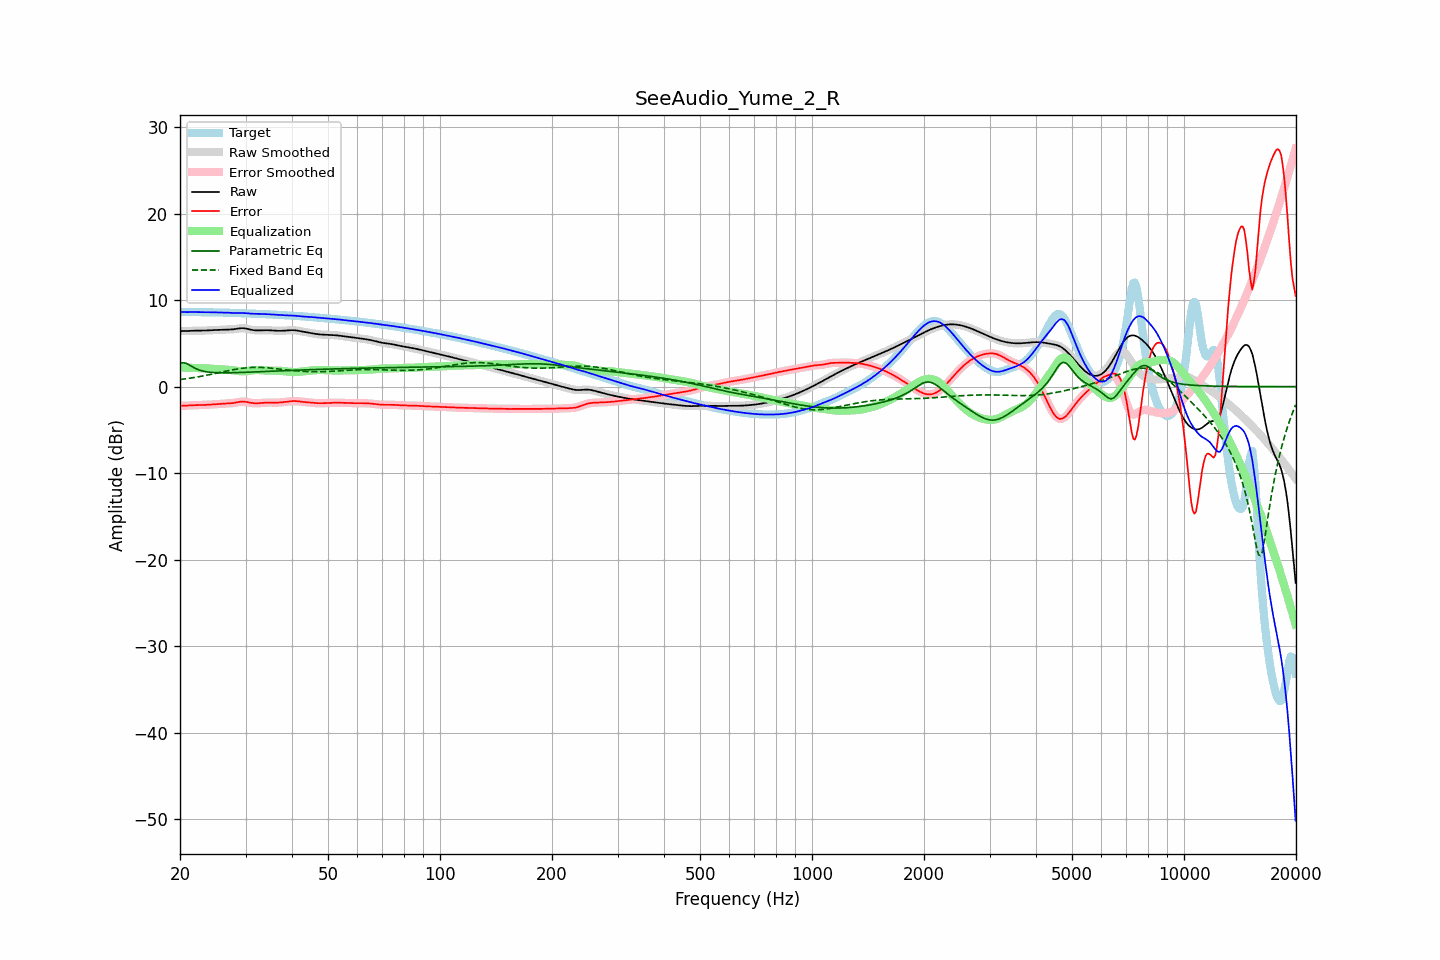 SeeAudio_Yume_2_R
Target
Raw Smoothed
Error Smoothed
Raw
Error
Equalization
Parametric Eq
Fixed Band Eq
Equalized
30
20
10
0
−10
−20
−30
−40
−50
Amplitude (dBr)
20
50
100
200
500
1000
2000
5000
10000
20000
Frequency (Hz)